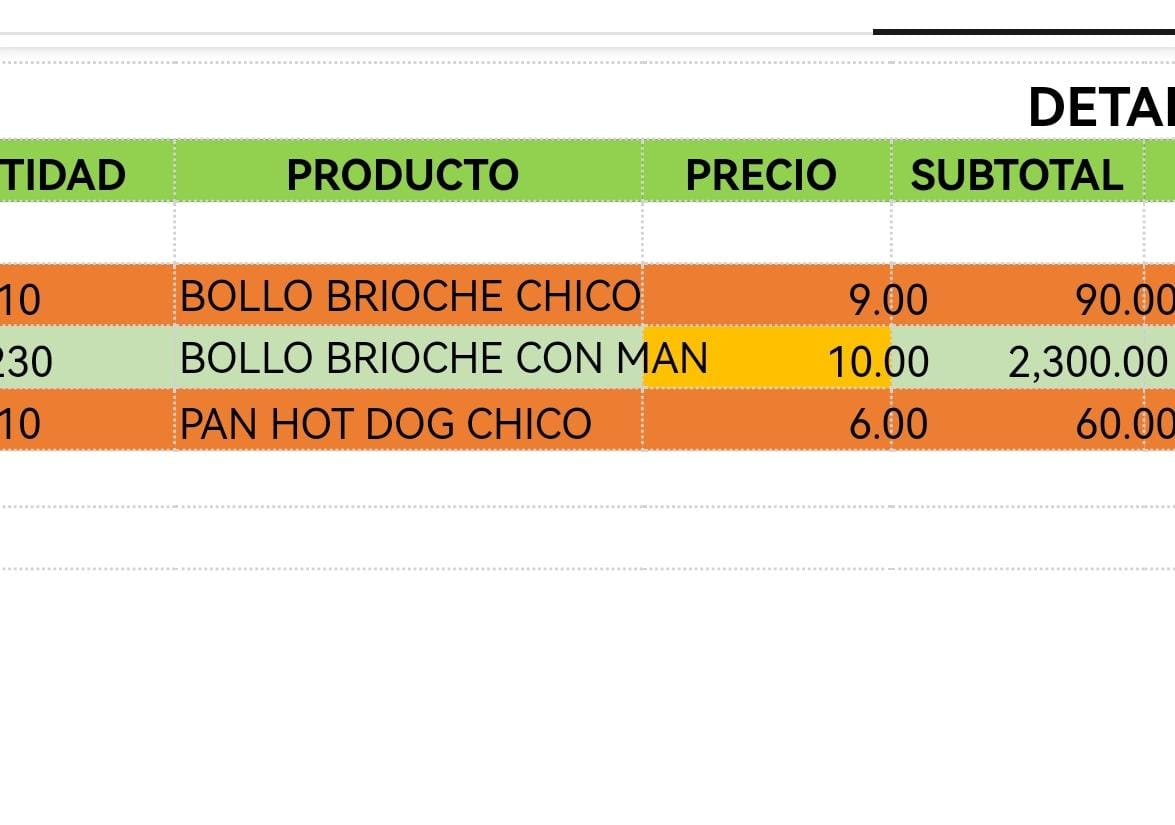 DETAL
TIDAD PRODUCTO PRECIO SUBTOTAL
10 BOLLO BRIOCHE CHICO 9.00 90.00
230 BOLLO BRIOCHE CON MAN 10.00 2,300.00
10 PAN HOT DOG CHICO 6.00 60.00